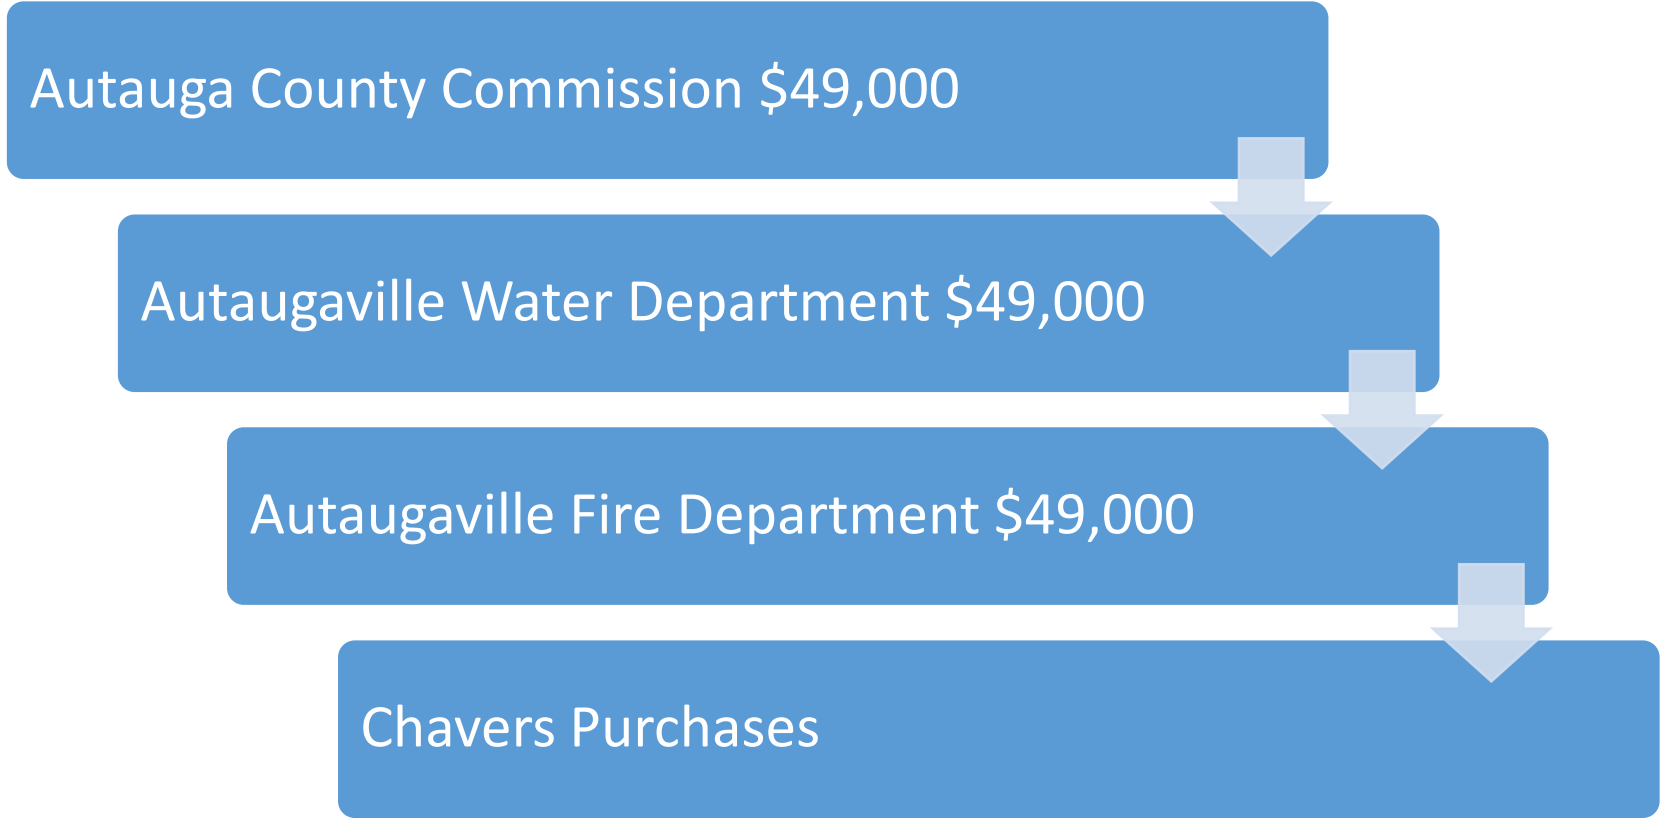 Autauga County Commission $49,000
Autaugaville Water Department $49,000
Autaugaville Fire Department $49,000
Chavers Purchases